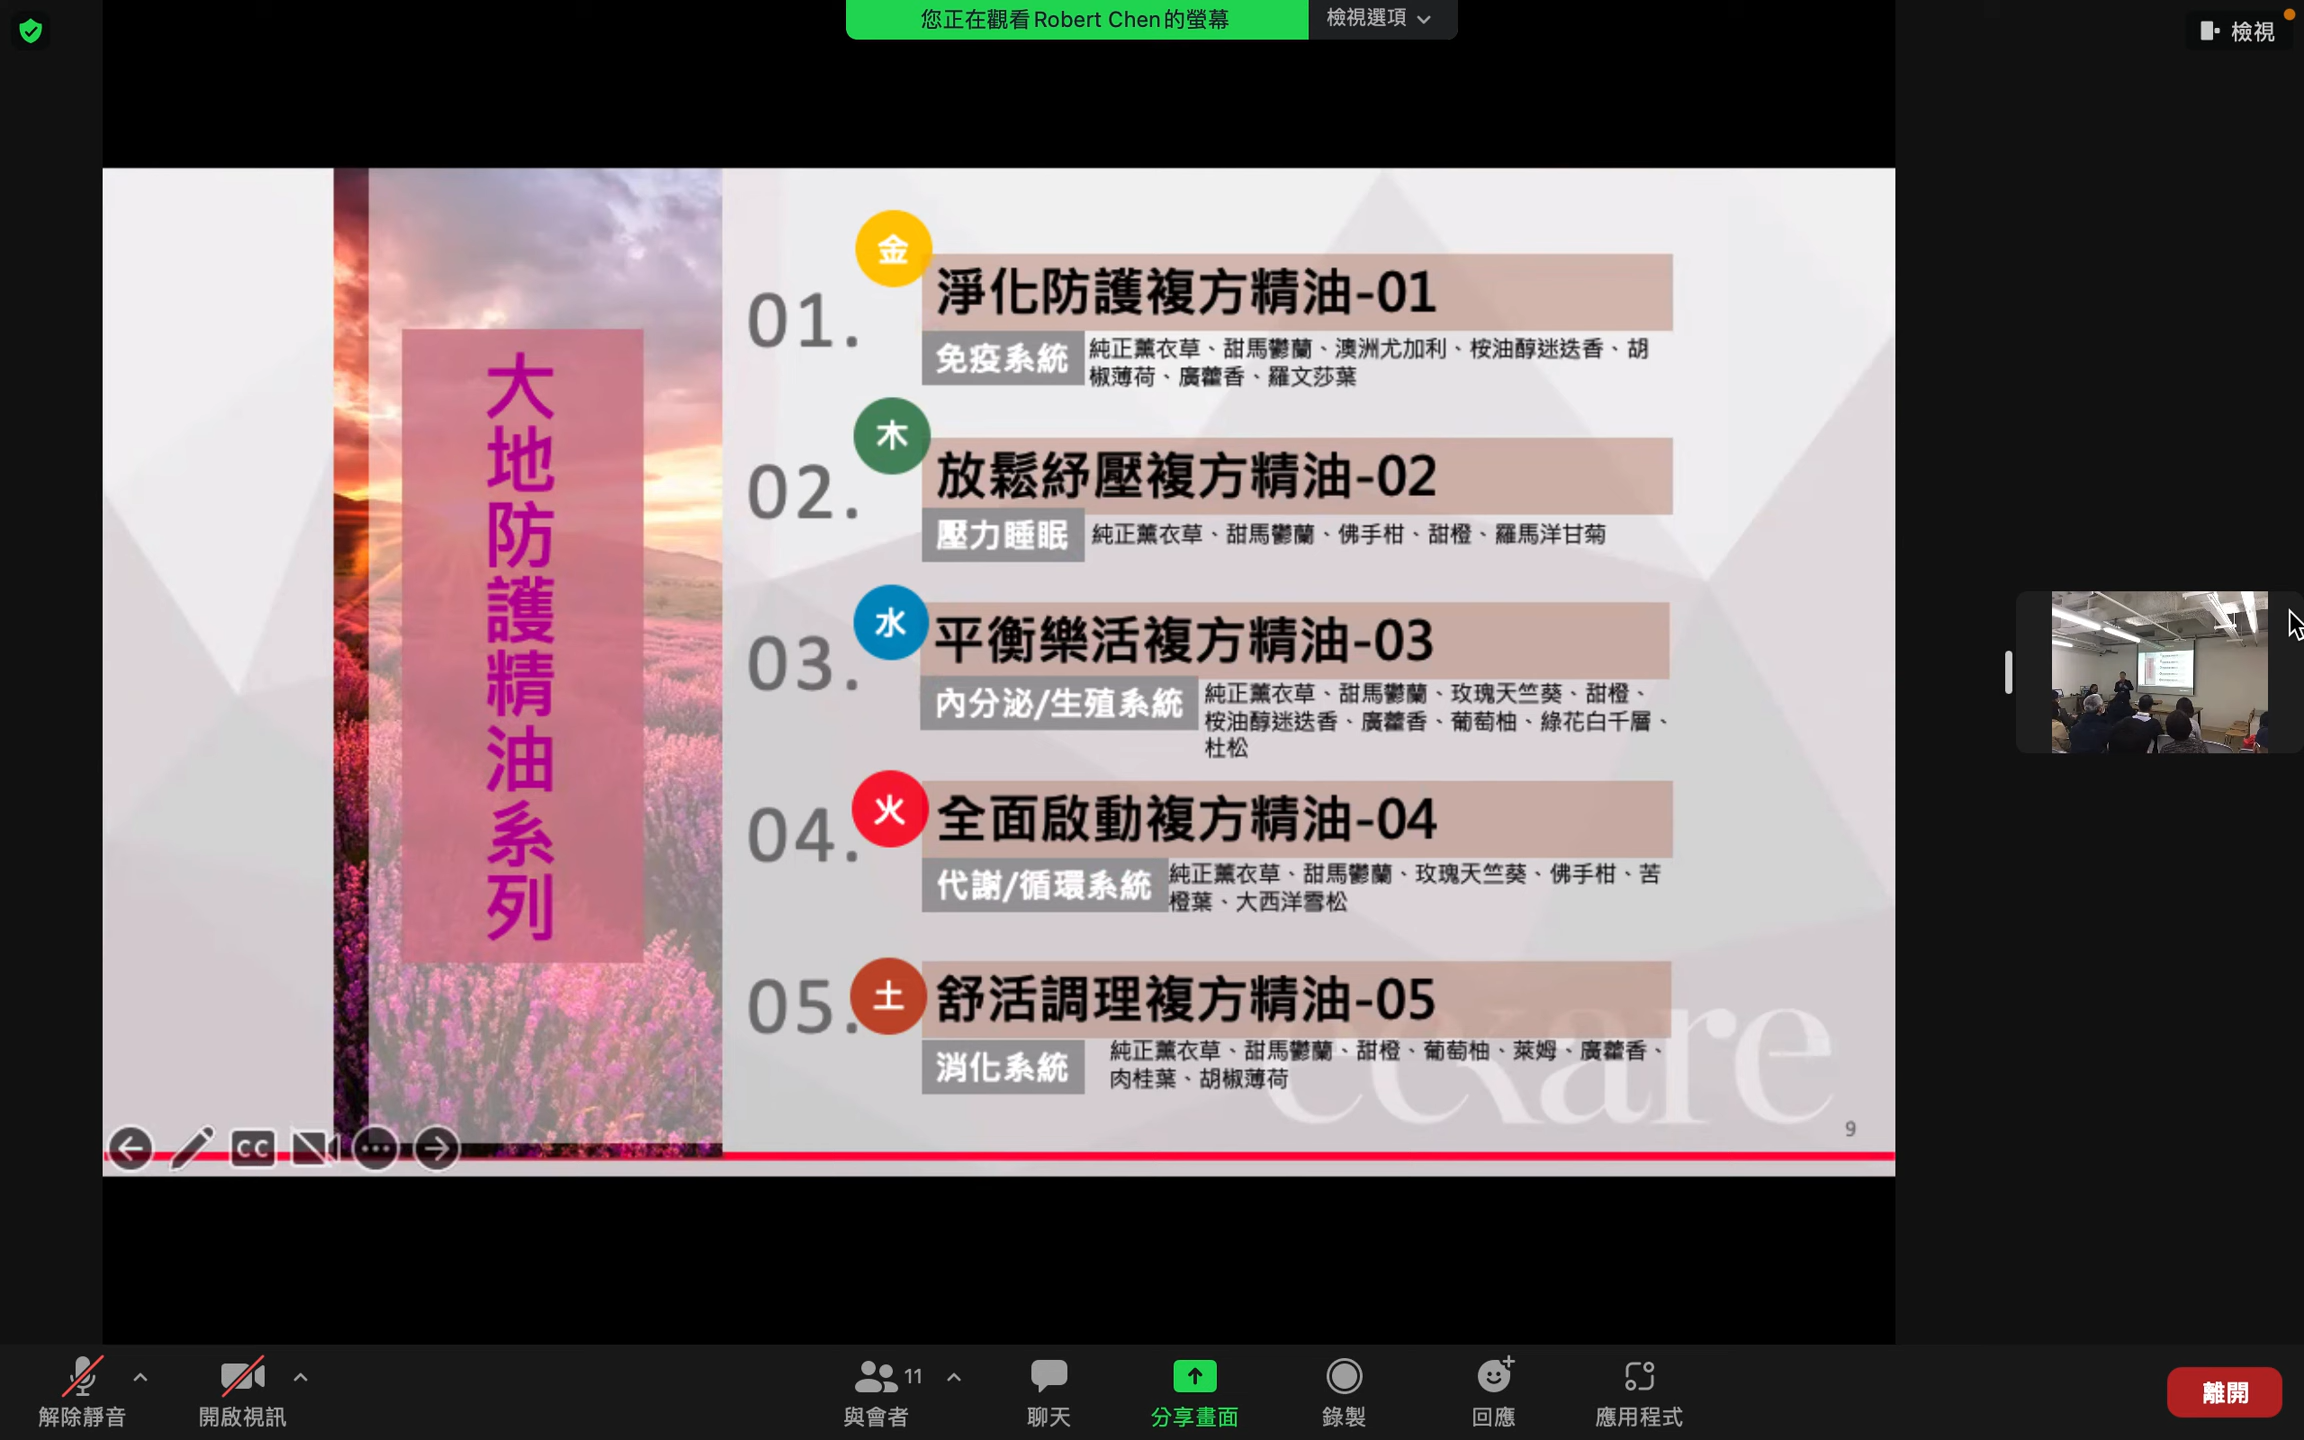 您正在觀看Robert Chen的螢幕
檢視選項
檢視
大地防護精油系列
01.
金
淨化防護複方精油-01
免疫系統
純正薰衣草、甜馬鬱蘭、澳洲尤加利、桉油醇迷迭香、胡
椒薄荷、廣藿香、羅文莎葉
02.
木
放鬆紓壓複方精油-02
壓力睡眠
純正薰衣草、甜馬鬱蘭、佛手柑、甜橙、羅馬洋甘菊
03.
水
平衡樂活複方精油-03
內分泌/生殖系統
純正薰衣草、甜馬鬱蘭、玫瑰天竺葵、甜橙、
桉油醇迷迭香、廣藿香、葡萄柚、綠花白千層、
杜松
04.
火
全面啟動複方精油-04
代謝/循環系統
純正薰衣草、甜馬鬱蘭、玫瑰天竺葵、佛手柑、苦
橙葉、大西洋雪松
05.
土
舒活調理複方精油-05
消化系統
純正薰衣草、甜馬鬱蘭、甜橙、葡萄柚、萊姆、廣藿香、
肉桂葉、胡椒薄荷
9
CC
解除靜音
開啟視訊
11
與會者
聊天
分享畫面
錄製
回應
應用程式
離開